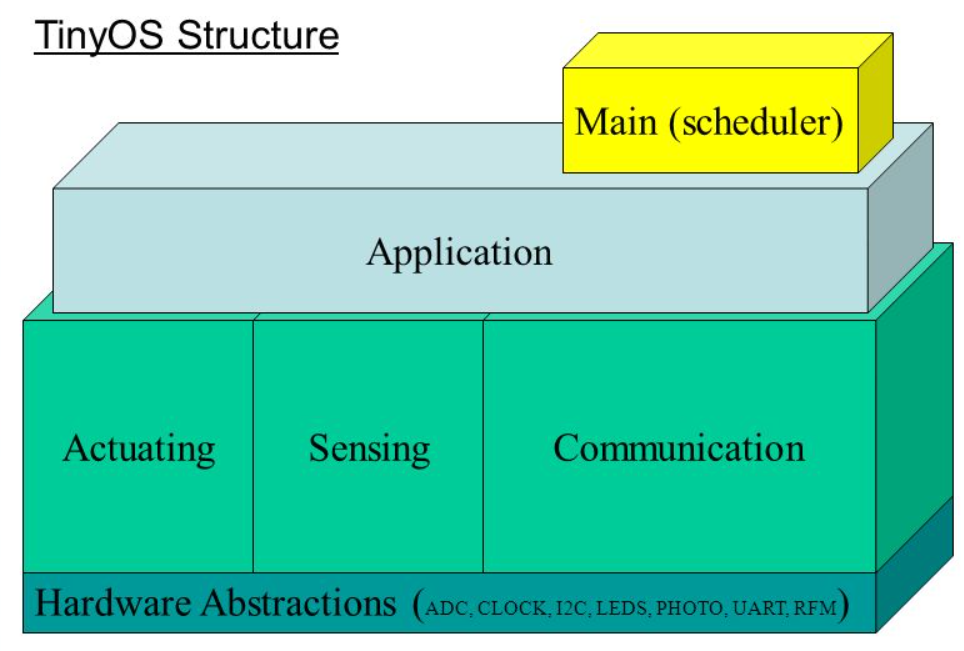 TinyOS Structure
Main (scheduler)
Application
Actuating
Sensing
Communication
Hardware Abstractions (ADC, CLOCK, I2C, LEDS, PHOTO, UART, RFM)